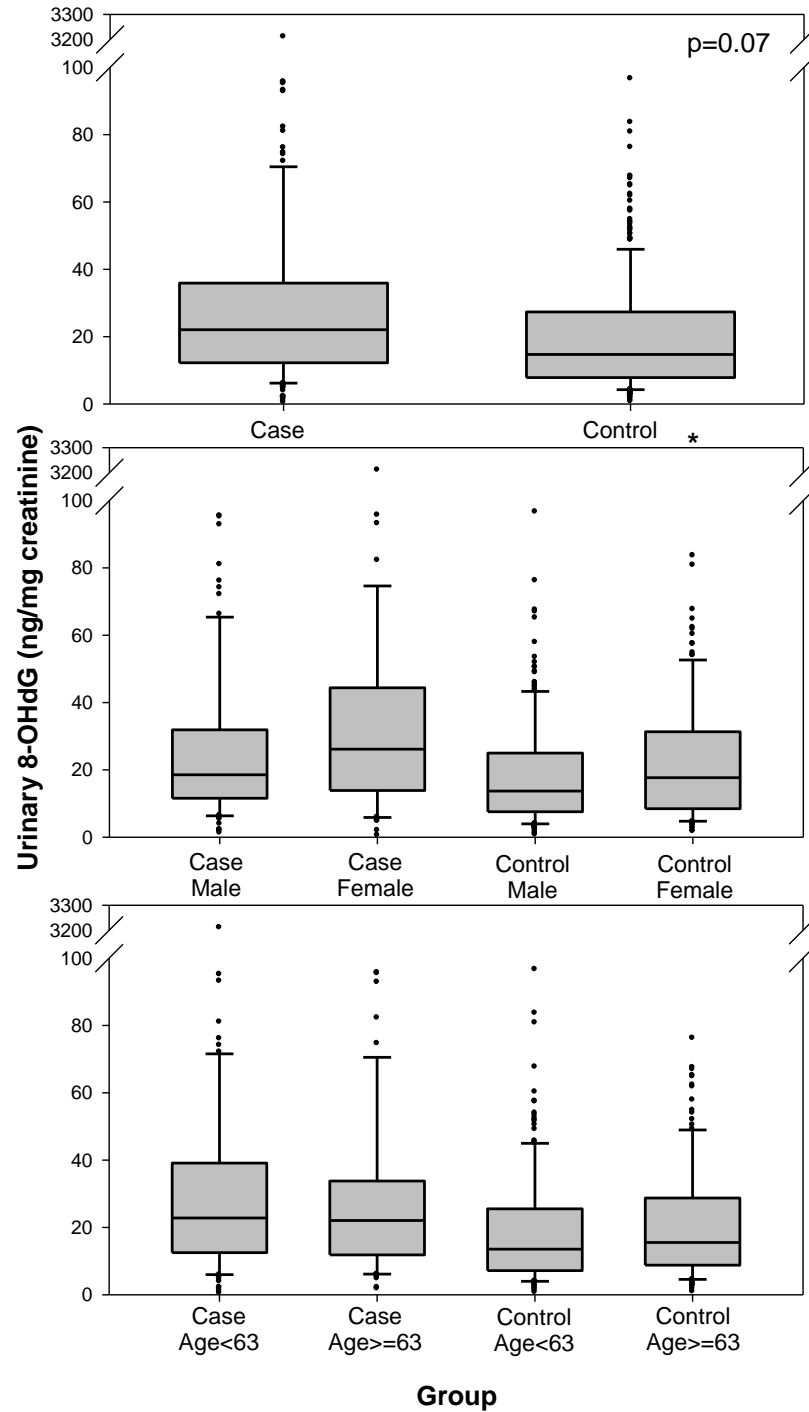 Urinary 8-OHdG (ng/mg creatinine)
3300
3200
100
80
60
40
20
0
p=0.07
Case
Control
*
3300
3200
100
80
60
40
20
0
Case
Male
Case
Female
Control
Male
Control
Female
3300
3200
100
80
60
40
20
0
Case
Age<63
Case
Age>=63
Control
Age<63
Control
Age>=63
Group